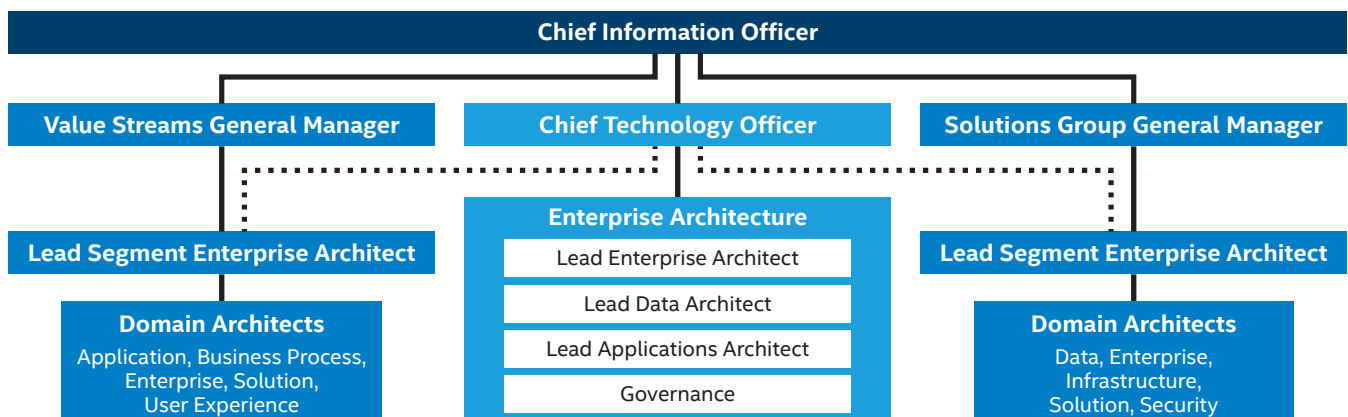 Chief Information Officer
Value Streams General Manager
Chief Technology Officer
Solutions Group General Manager
Lead Segment Enterprise Architect
Enterprise Architecture
Lead Enterprise Architect
Lead Data Architect
Lead Applications Architect
Governance
Lead Segment Enterprise Architect
Domain Architects
Application, Business Process,
Enterprise, Solution,
User Experience
Domain Architects
Data, Enterprise,
Infrastructure,
Solution, Security